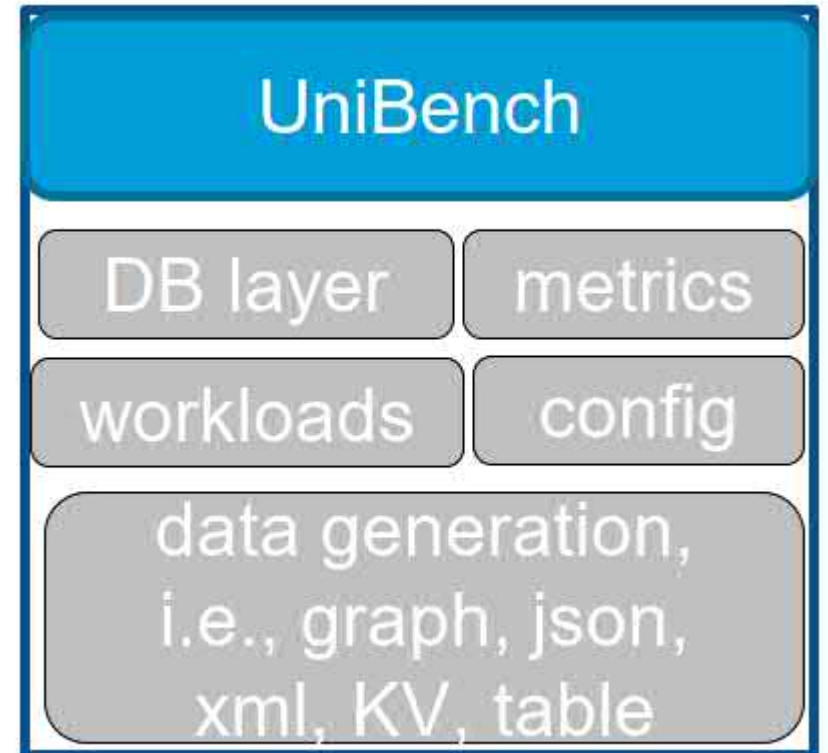 UniBench
DB layer
metrics
workloads
config
data generation,
i.e., graph, json,
xml, KV, table